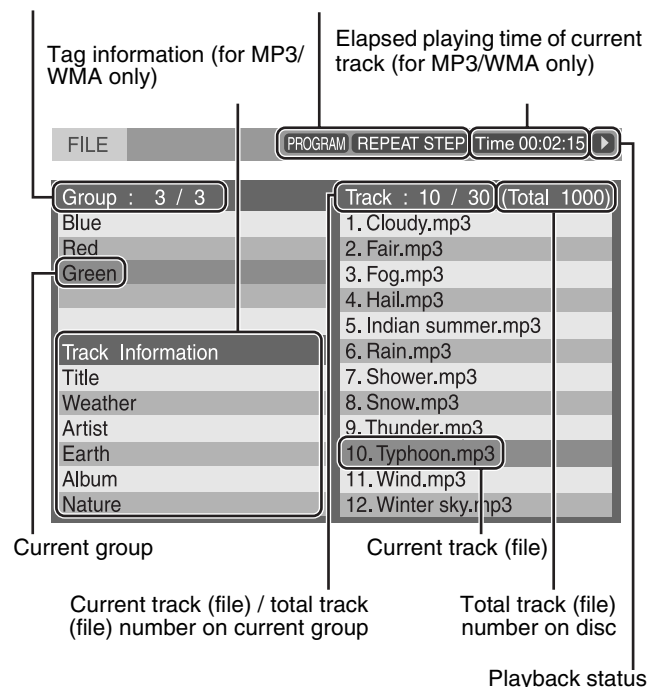 Tag information (for MP3/
WMA only)
Elapsed playing time of current
track (for MP3/WMA only)
FILE
PROGRAM REPEAT STEP Time 00:02:15
Group : 3 / 3
Blue
Red
Green
Track Information
Title
Weather
Artist
Earth
Album
Nature
Track : 10 / 30 (Total 1000)
1. Cloudy.mp3
2. Fair.mp3
3. Fog.mp3
4. Hail.mp3
5. Indian summer.mp3
6. Rain.mp3
7. Shower.mp3
8. Snow.mp3
9. Thunder.mp3
10. Typhoon.mp3
11. Wind.mp3
12. Winter sky.mp3
Current group
Current track (file)
Current track (file) / total track
(file) number on current group
Total track (file)
number on disc
Playback status